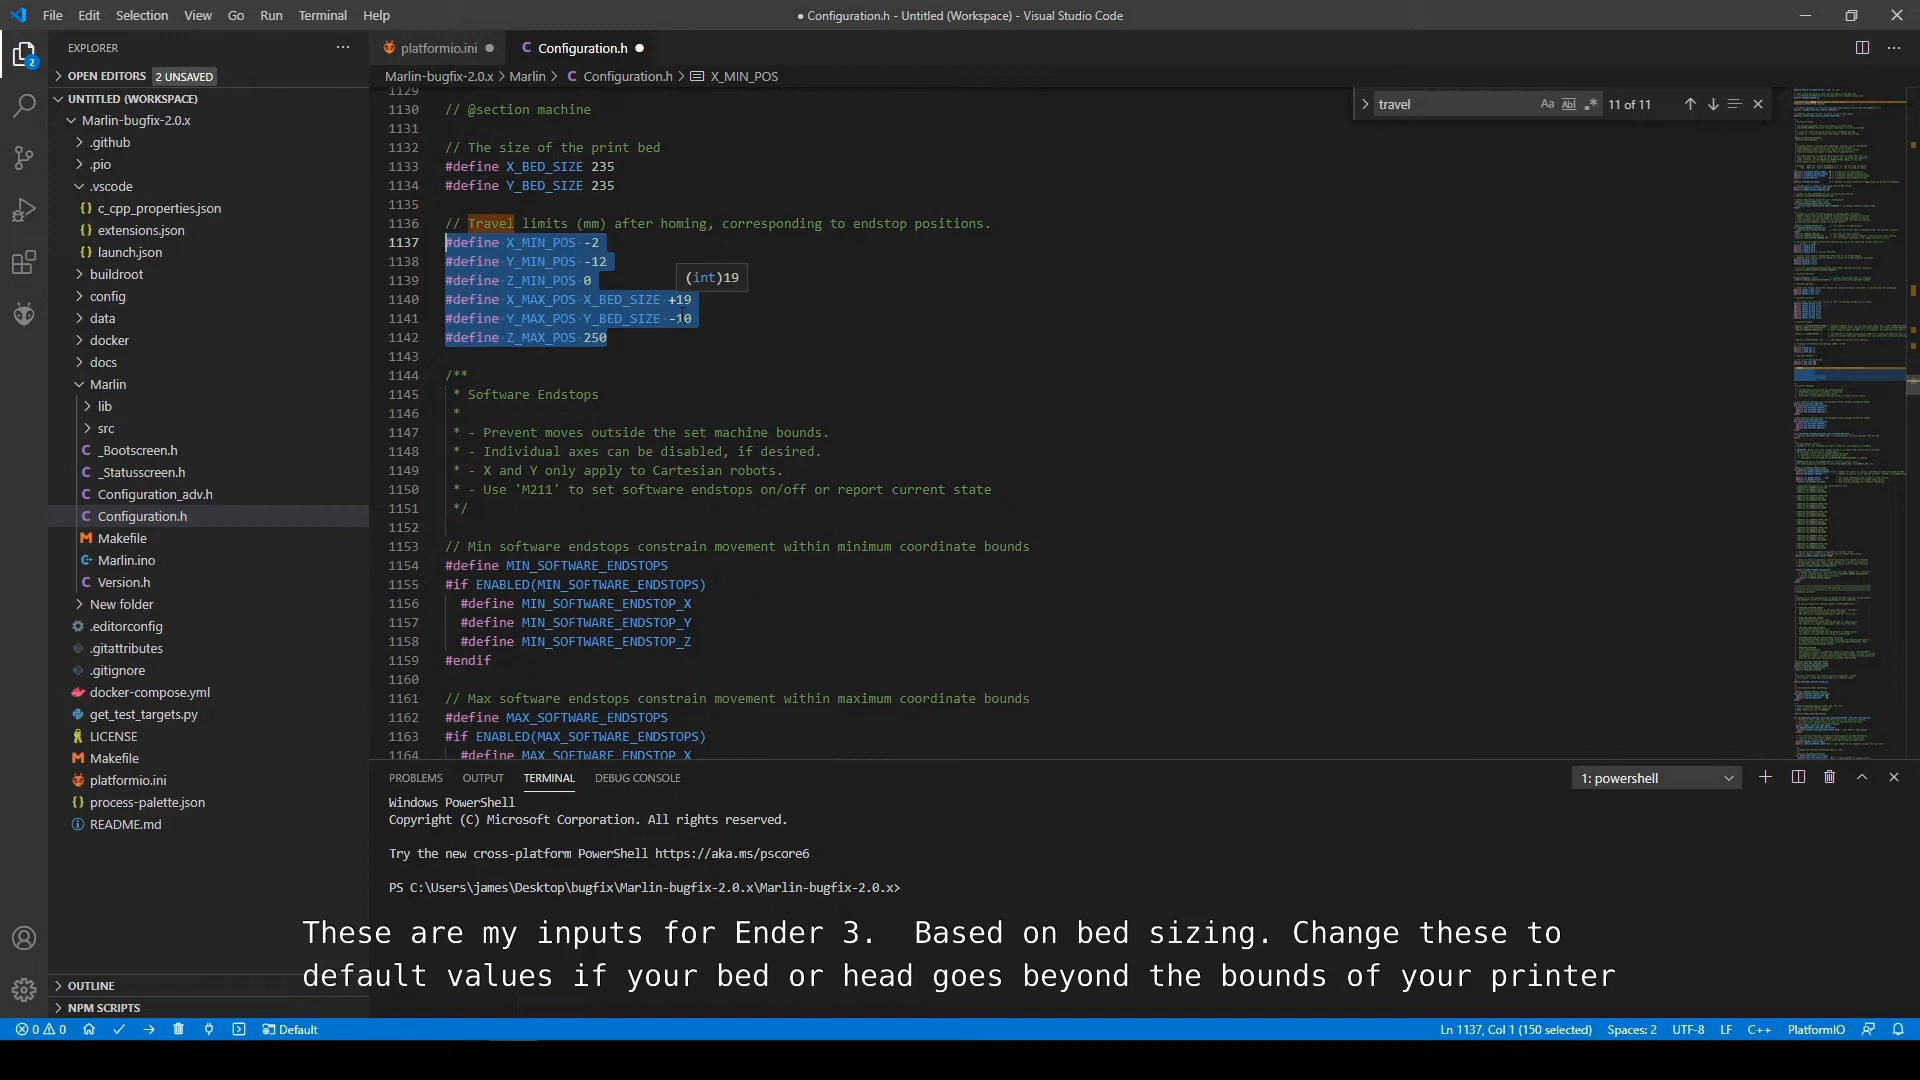 File Edit Selection View Go Run Terminal Help
● Configuration.h - Untitled (Workspace) - Visual Studio Code
EXPLORER
OPEN EDITORS 2 UNSAVED
UNTITLED (WORKSPACE)
Marlin-bugfix-2.0.x
.github
.pio
.vscode
{} c_cpp_properties.json
{} extensions.json
{} launch.json
buildroot
config
data
docker
docs
Marlin
lib
src
C _Bootscreen.h
C _Statusscreen.h
C Configuration_adv.h
C Configuration.h
M Makefile
Marlin.ino
C Version.h
New folder
.editorconfig
.gitattributes
.gitignore
docker-compose.yml
get_test_targets.py
LICENSE
M Makefile
platformio.ini
{} process-palette.json
README.md
OUTLINE
NPM SCRIPTS
platformio.ini ● C Configuration.h ●
Marlin-bugfix-2.0.x > Marlin > C Configuration.h > X_MIN_POS
travel Aa Abl .* 11 of 11
1129
1130 // @section machine
1131
1132 // The size of the print bed
1133 #define X_BED_SIZE 235
1134 #define Y_BED_SIZE 235
1135
1136 // Travel limits (mm) after homing, corresponding to endstop positions.
1137 #define X_MIN_POS -2
1138 #define Y_MIN_POS -12
1139 #define Z_MIN_POS 0
(int)19
1140 #define X_MAX_POS X_BED_SIZE +19
1141 #define Y_MAX_POS Y_BED_SIZE -10
1142 #define Z_MAX_POS 250
1143
1144 /**
1145 * Software Endstops
1146 *
1147 * - Prevent moves outside the set machine bounds.
1148 * - Individual axes can be disabled, if desired.
1149 * - X and Y only apply to Cartesian robots.
1150 * - Use 'M211' to set software endstops on/off or report current state
1151 */
1152
1153 // Min software endstops constrain movement within minimum coordinate bounds
1154 #define MIN_SOFTWARE_ENDSTOPS
1155 #if ENABLED(MIN_SOFTWARE_ENDSTOPS)
1156 #define MIN_SOFTWARE_ENDSTOP_X
1157 #define MIN_SOFTWARE_ENDSTOP_Y
1158 #define MIN_SOFTWARE_ENDSTOP_Z
1159 #endif
1160
1161 // Max software endstops constrain movement within maximum coordinate bounds
1162 #define MAX_SOFTWARE_ENDSTOPS
1163 #if ENABLED(MAX_SOFTWARE_ENDSTOPS)
1164 #define MAX_SOFTWARE_ENDSTOP_X
PROBLEMS OUTPUT TERMINAL DEBUG CONSOLE
1: powershell
Windows PowerShell
Copyright (C) Microsoft Corporation. All rights reserved.
Try the new cross-platform PowerShell https://aka.ms/pscore6
PS C:\Users\james\Desktop\bugfix\Marlin-bugfix-2.0.x\Marlin-bugfix-2.0.x>
These are my inputs for Ender 3. Based on bed sizing. Change these to
default values if your bed or head goes beyond the bounds of your printer
2
0 0 Default
Ln 1137, Col 1 (150 selected) Spaces: 2 UTF-8 LF C++ PlatformIO